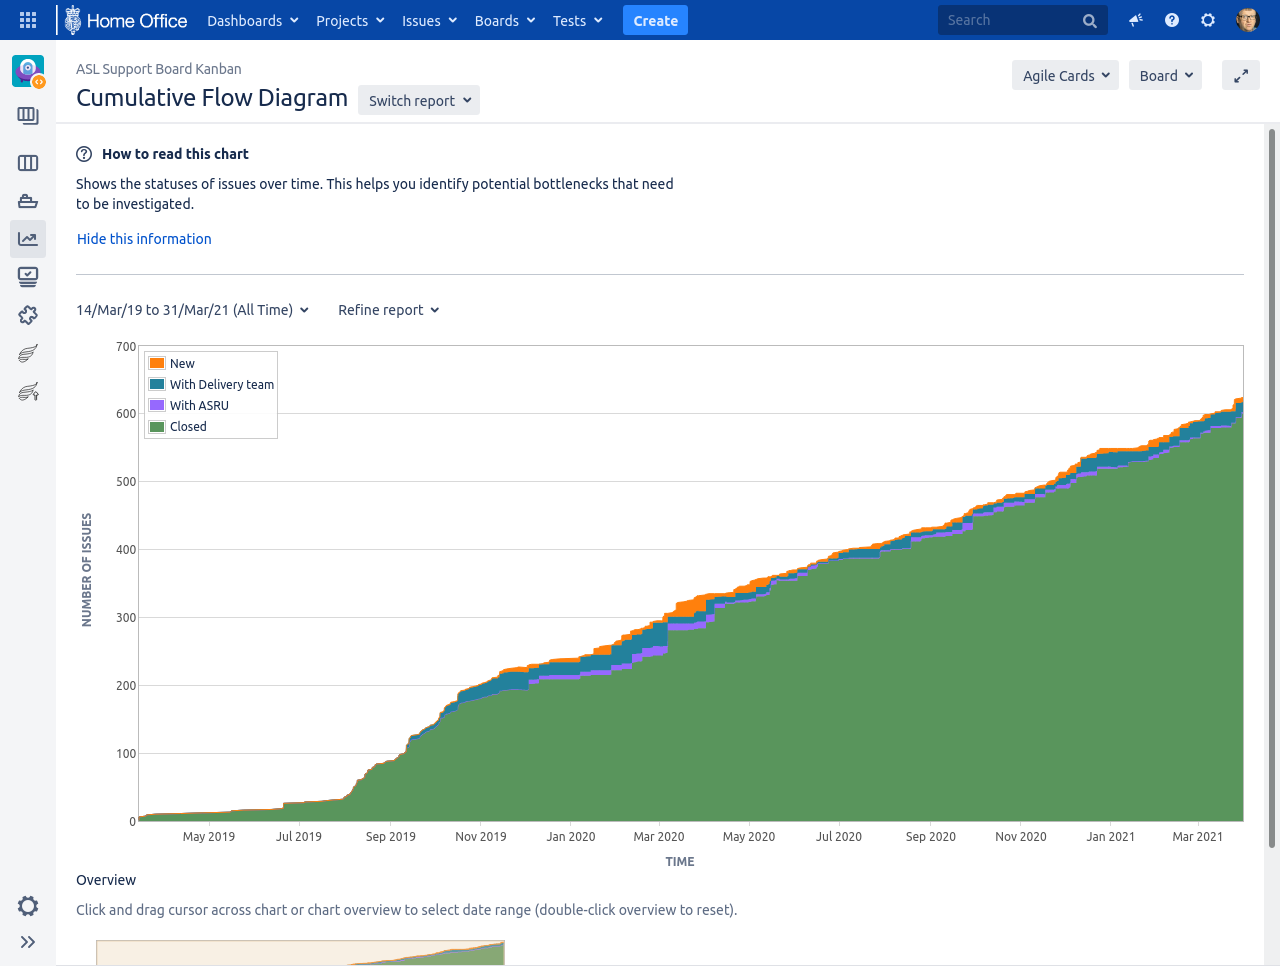 Home Office Dashboards Projects Issues Boards Tests Create Search
ASL Support Board Kanban
Cumulative Flow Diagram Switch report Agile Cards Board
How to read this chart
Shows the statuses of issues over time. This helps you identify potential bottlenecks that need
to be investigated.
Hide this information
14/Mar/19 to 31/Mar/21 (All Time) Refine report
700
New
With Delivery team
With ASRU
Closed
600
500
400
300
200
100
0
NUMBER OF ISSUES
May 2019 Jul 2019 Sep 2019 Nov 2019 Jan 2020 Mar 2020 May 2020 Jul 2020 Sep 2020 Nov 2020 Jan 2021 Mar 2021
TIME
Overview
Click and drag cursor across chart or chart overview to select date range (double-click overview to reset).